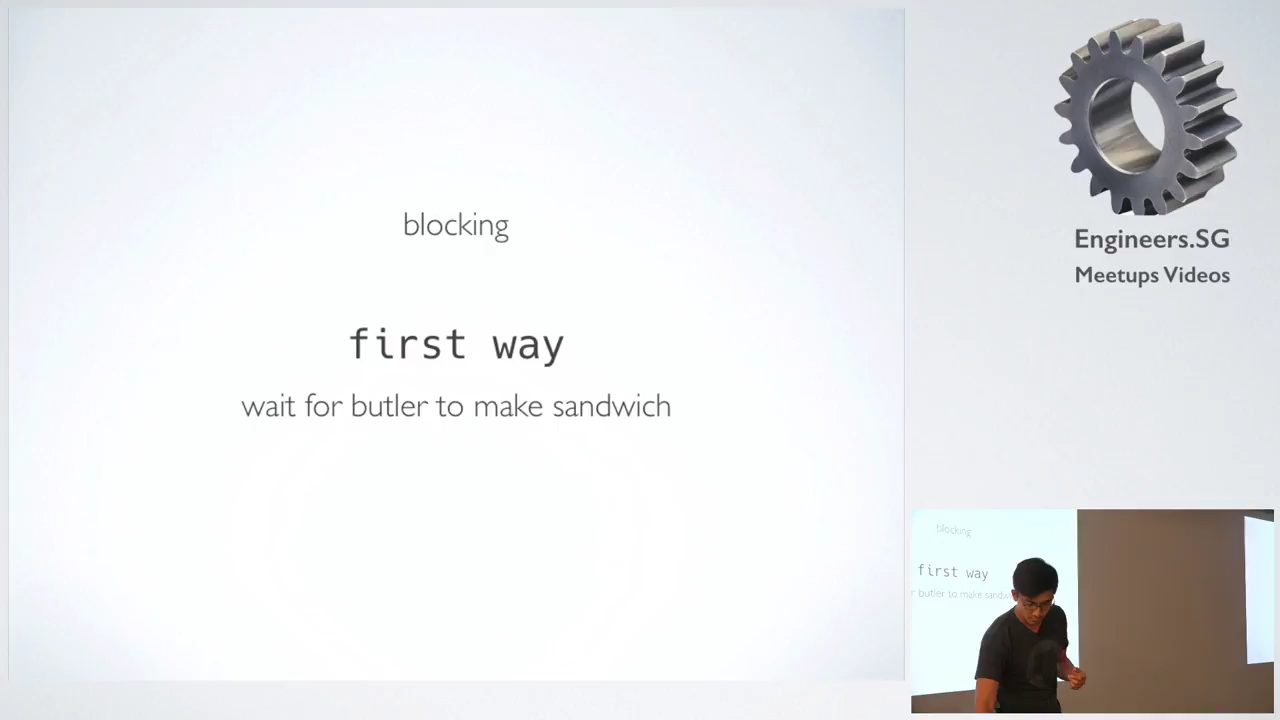 blocking
first way
wait for butler to make sandwich
Engineers.SG
Meetups Videos
blocking
first way
r butler to make sandw